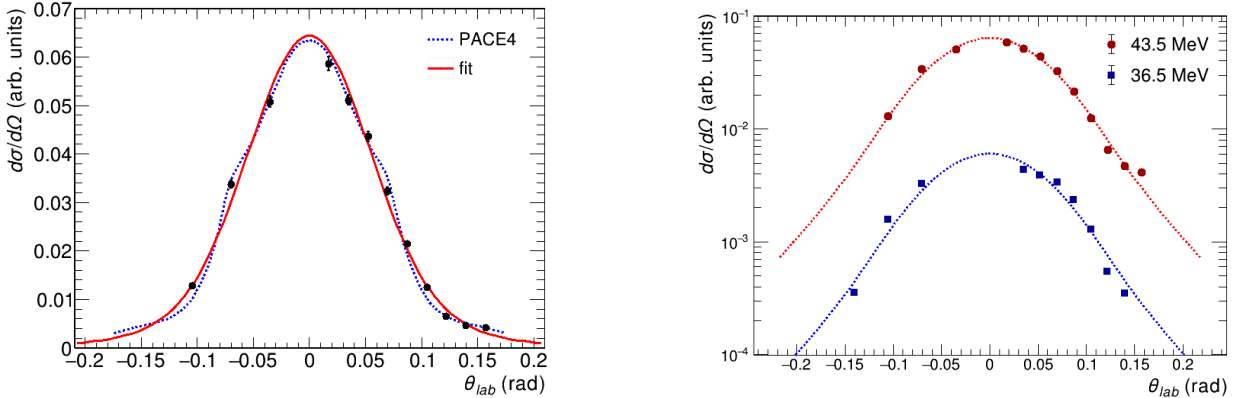 dσ/dΩ (arb. units)
0.07
0.06
0.05
0.04
0.03
0.02
0.01
0
PACE4
fit
−0.2 −0.15 −0.1 −0.05 0 0.05 0.1 0.15 0.2
θlab (rad)
dσ/dΩ (arb. units)
10−1
10−2
10−3
10−4
43.5 MeV
36.5 MeV
−0.2 −0.15 −0.1 −0.05 0 0.05 0.1 0.15 0.2
θlab (rad)